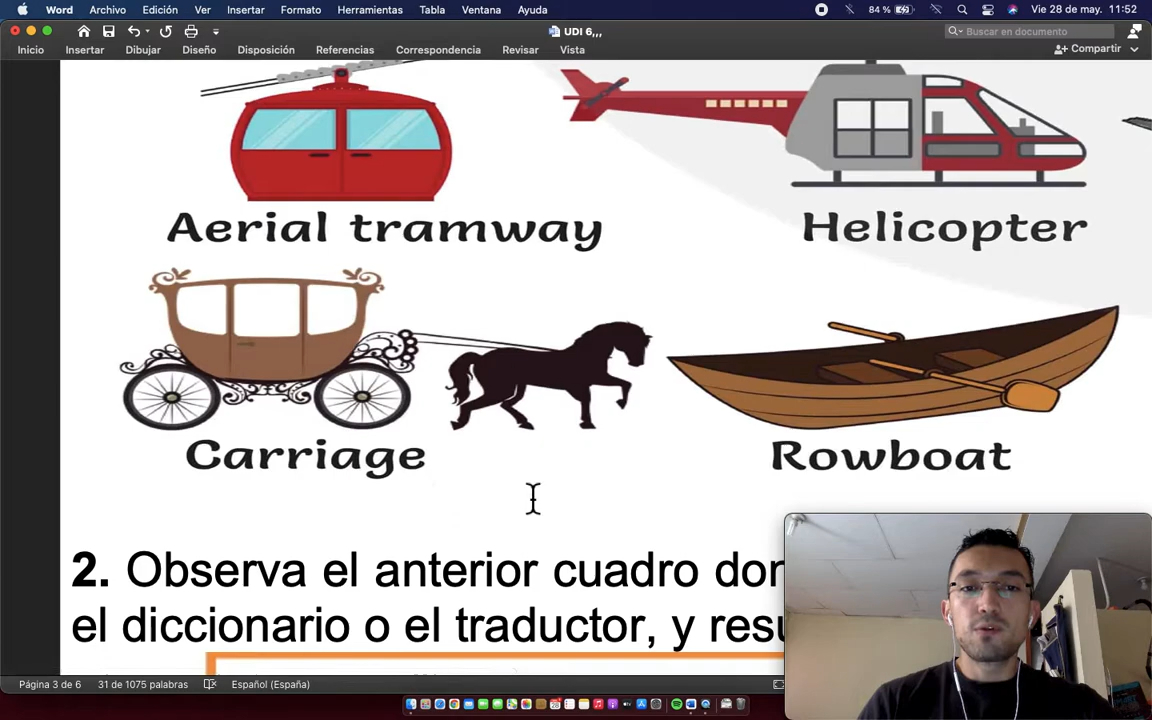 Word Archivo Edición Ver Insertar Formato Herramientas Tabla Ventana Ayuda 84 % Vie 28 de may. 11:52
UDI 6,,, Buscar en documento
Inicio Insertar Dibujar Diseño Disposición Referencias Correspondencia Revisar Vista Compartir
Aerial tramway Helicopter
Carriage Rowboat
2. Observa el anterior cuadro don
el diccionario o el traductor, y resu
Página 3 de 6 31 de 1075 palabras Español (España)